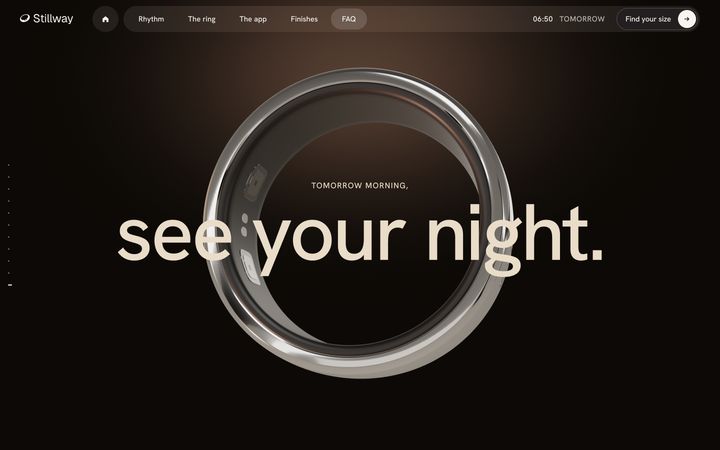 Stillway
Rhythm
The ring
The app
Finishes
FAQ
06:50 TOMORROW
Find your size
TOMORROW MORNING,
see your night.